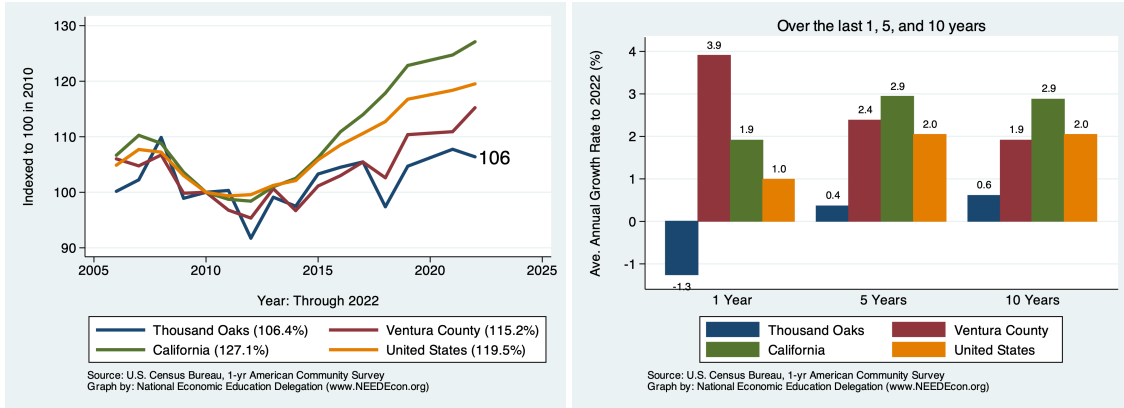 Indexed to 100 in 2010
130
120
110
100
90
106
2005
2010
2015
2020
2025
Year: Through 2022
Thousand Oaks (106.4%)
Ventura County (115.2%)
California (127.1%)
United States (119.5%)
Source: U.S. Census Bureau, 1-yr American Community Survey
Graph by: National Economic Education Delegation (www.NEEDEcon.org)
Over the last 1, 5, and 10 years
Ave. Annual Growth Rate to 2022 (%)
4
3
2
1
0
-1
-1.3
3.9
1.9
1.0
0.4
2.4
2.9
2.0
0.6
1.9
2.9
2.0
1 Year
5 Years
10 Years
Thousand Oaks
Ventura County
California
United States
Source: U.S. Census Bureau, 1-yr American Community Survey
Graph by: National Economic Education Delegation (www.NEEDEcon.org)